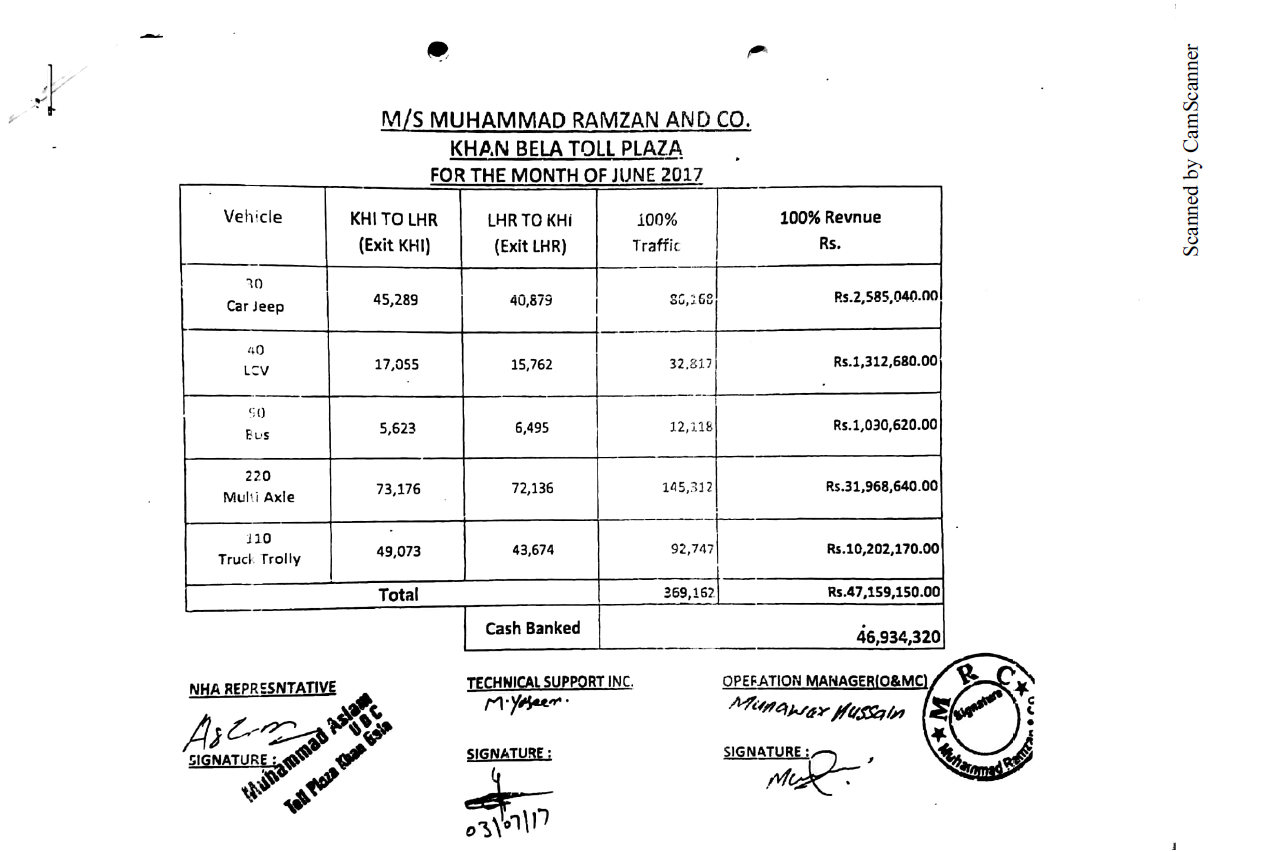 M/S MUHAMMAD RAMZAN AND CO.
KHAN BELA TOLL PLAZA
FOR THE MONTH OF JUNE 2017
Vehicle KHI TO LHR (Exit KHI) LHR TO KHI (Exit LHR) 100% Traffic 100% Revnue Rs.
30 Car Jeep 45,289 40,879 86,168 Rs.2,585,040.00
40 LCV 17,055 15,762 32,817 Rs.1,312,680.00
Bus 5,623 6,495 12,118 Rs.1,030,620.00
220 Multi Axle 73,176 72,136 145,312 Rs.31,968,640.00
110 Truck Trolly 49,073 43,674 92,747 Rs.10,202,170.00
Total 369,162 Rs.47,159,150.00
Cash Banked 46,934,320
NHA REPRESNTATIVE
SIGNATURE :
Muhammad Aslam
Toll Plaza Khan Bela
TECHNICAL SUPPORT INC.
M. Yaseen.
SIGNATURE :
03/07/17
OPERATION MANAGER(O&MC)
Munawar Hussain
SIGNATURE :
M R C
Signature
Muhammad Ramzan • Co
Scanned by CamScanner